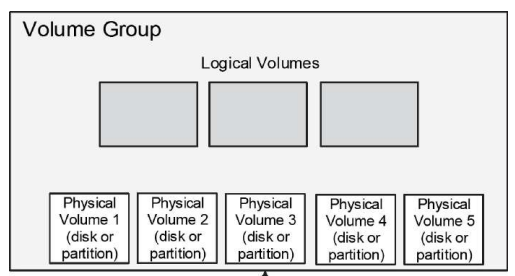 Volume Group
Logical Volumes
Physical
Volume 1
(disk or
partition)
Physical
Volume 2
(disk or
partition)
Physical
Volume 3
(disk or
partition)
Physical
Volume 4
(disk or
partition)
Physical
Volume 5
(disk or
partition)